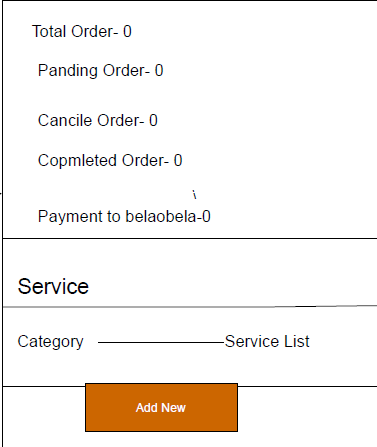 Total Order- 0
Panding Order- 0
Cancile Order- 0
Copmleted Order- 0
i
Payment to belaobela-0
Service
Category
Service List
Add New